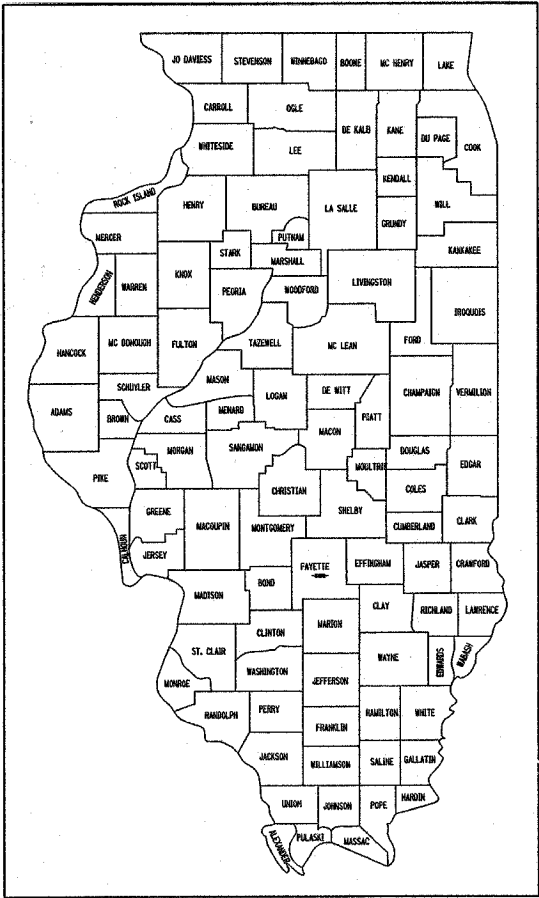 JO DAVIESS
STEVENSON
WINNEBAGO
BOONE
MC HENRY
LAKE
CARROLL
OGLE
DE KALB
KANE
DU PAGE
COOK
WHITESIDE
LEE
KENDALL
WILL
ROCK ISLAND
HENRY
BUREAU
LA SALLE
GRUNDY
MERCER
PUTNAM
KANKAKEE
STARK
MARSHALL
HENDERSON
WARREN
KNOX
PEORIA
WOODFORD
LIVINGSTON
IROQUOIS
HANCOCK
MC DONOUGH
FULTON
TAZEWELL
MC LEAN
FORD
MASON
SCHUYLER
LOGAN
DE WITT
CHAMPAIGN
VERMILION
ADAMS
BROWN
CASS
MENARD
PIATT
MACON
SCOTT
MORGAN
SANGAMON
MOULTRIE
DOUGLAS
EDGAR
PIKE
CHRISTIAN
COLES
GREENE
MACOUPIN
MONTGOMERY
SHELBY
CUMBERLAND
CLARK
CALHOUN
JERSEY
FAYETTE
EFFINGHAM
JASPER
CRAWFORD
MADISON
BOND
CLAY
RICHLAND
LAWRENCE
ST. CLAIR
CLINTON
MARION
WAYNE
EDWARDS
WABASH
MONROE
WASHINGTON
JEFFERSON
RANDOLPH
PERRY
FRANKLIN
HAMILTON
WHITE
JACKSON
WILLIAMSON
SALINE
GALLATIN
UNION
JOHNSON
POPE
HARDIN
ALEXANDER
PULASKI
MASSAC